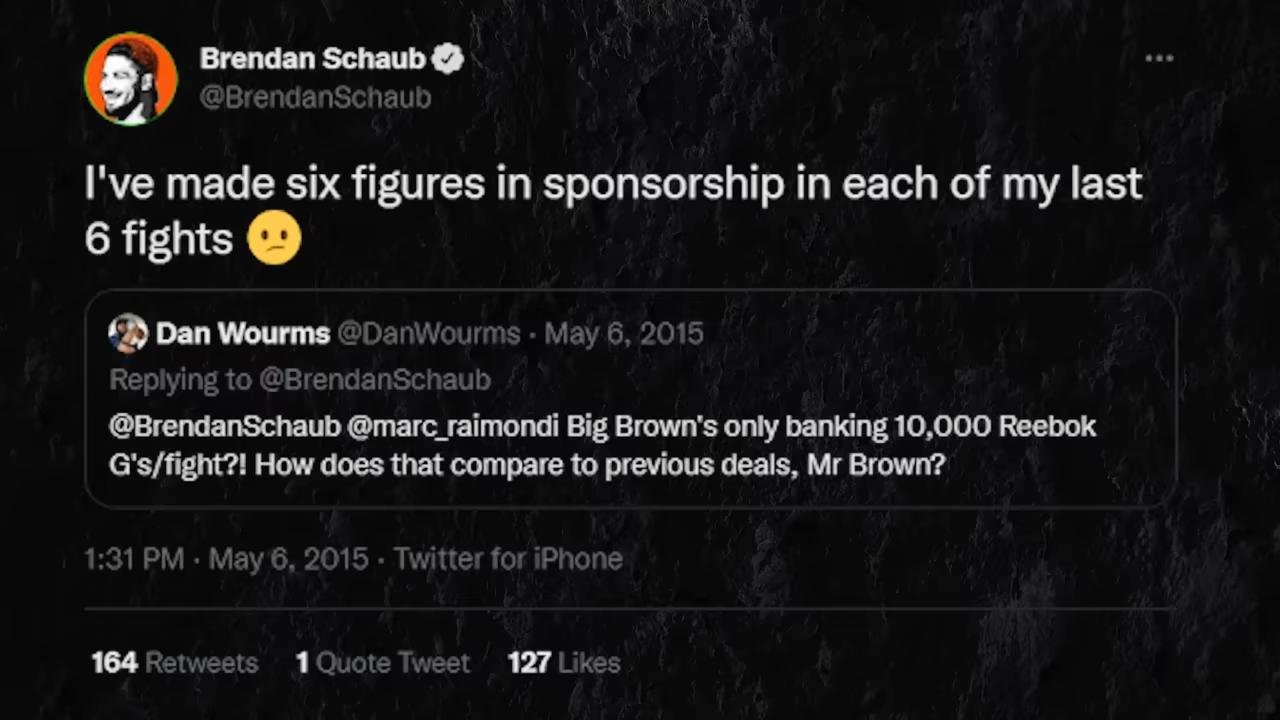 Brendan Schaub
@BrendanSchaub
I've made six figures in sponsorship in each of my last
6 fights 😕
Dan Wourms @DanWourms · May 6, 2015
Replying to @BrendanSchaub
@BrendanSchaub @marc_raimondi Big Brown's only banking 10,000 Reebok
G's/fight?! How does that compare to previous deals, Mr Brown?
1:31 PM · May 6, 2015 · Twitter for iPhone
164 Retweets 1 Quote Tweet 127 Likes